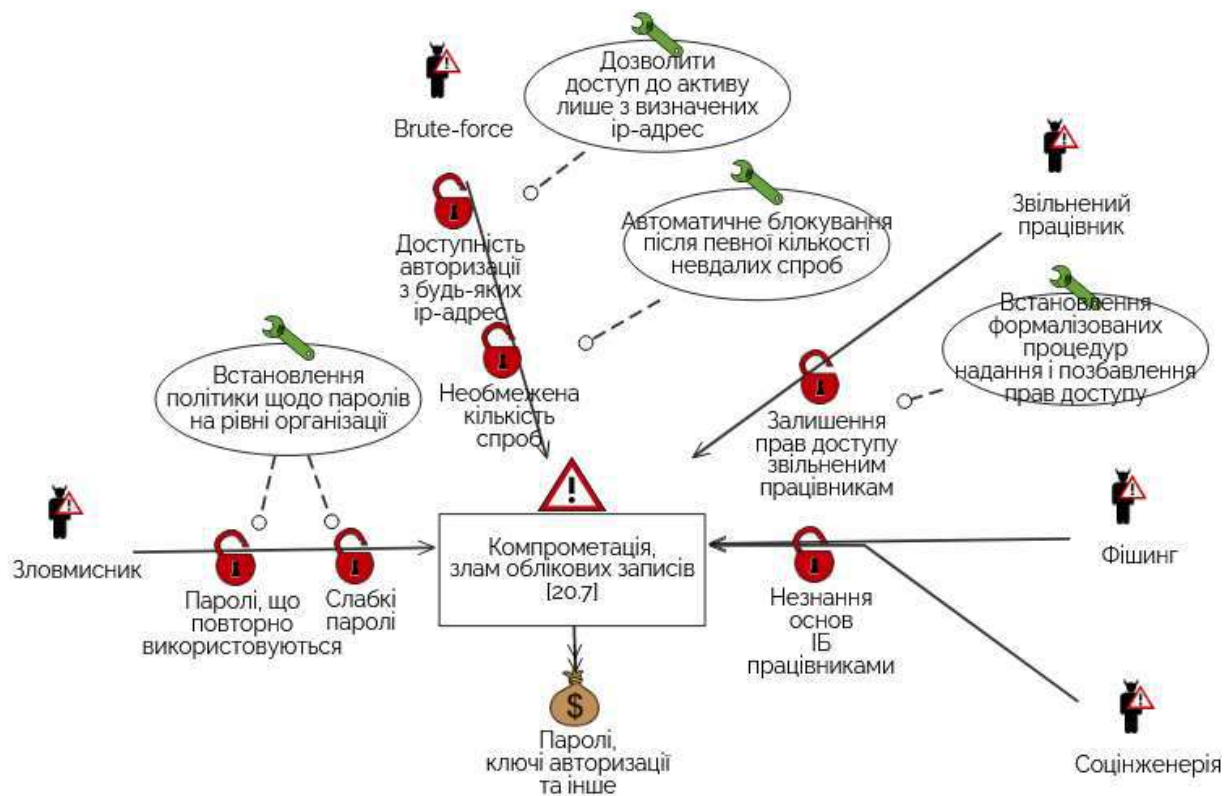 Дозволити
доступ до активу
лише з визначених
ір-адрес
Brute-force
Звільнений
працівник
Автоматичне блокування
після певної кількості
невдалих спроб
Доступність
авторизації
з будь-яких
ір-адрес
Встановлення
формалізованих
процедур
надання і позбавлення
прав доступу
Встановлення
політики щодо паролів
на рівні організації
Необмежена
кількість
спроб
Залишення
прав доступу
звільненим
працівникам
Зловмисник
Паролі, що
повторно
використовуються
Слабкі
паролі
Компрометація,
злам облікових записів
[20.7]
Незнання
основ
ІБ
працівниками
Фішинг
$
Паролі,
ключі авторизації
та інше
Соцінженерія